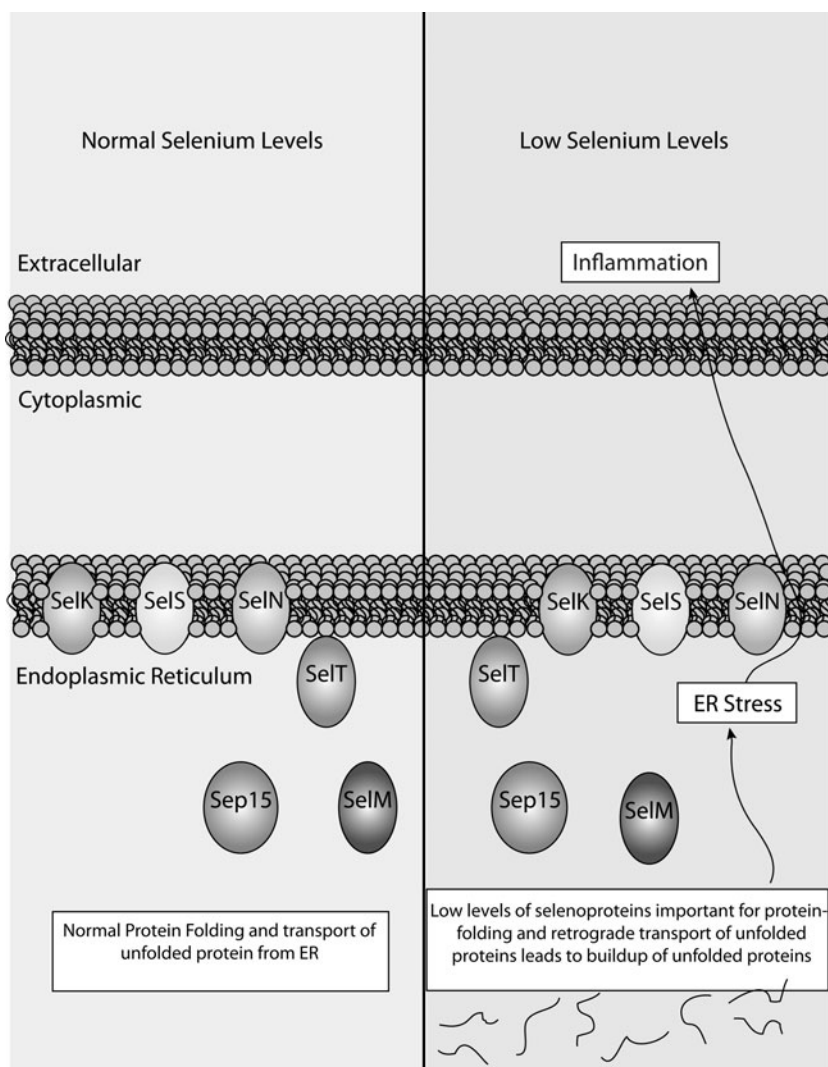 Normal Selenium Levels
Low Selenium Levels
Extracellular
Inflammation
Cytoplasmic
SelK
SelS
SelN
SelK
SelS
SelN
Endoplasmic Reticulum
SelT
SelT
ER Stress
Sep15
SelM
Sep15
SelM
Normal Protein Folding and transport of
unfolded protein from ER
Low levels of selenoproteins important for protein-
folding and retrograde transport of unfolded
proteins leads to buildup of unfolded proteins